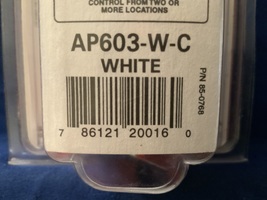 CONTROL FROM TWO OR
MORE LOCATIONS
AP603-W-C
WHITE
P/N 85-0768
7 86121 20016 0